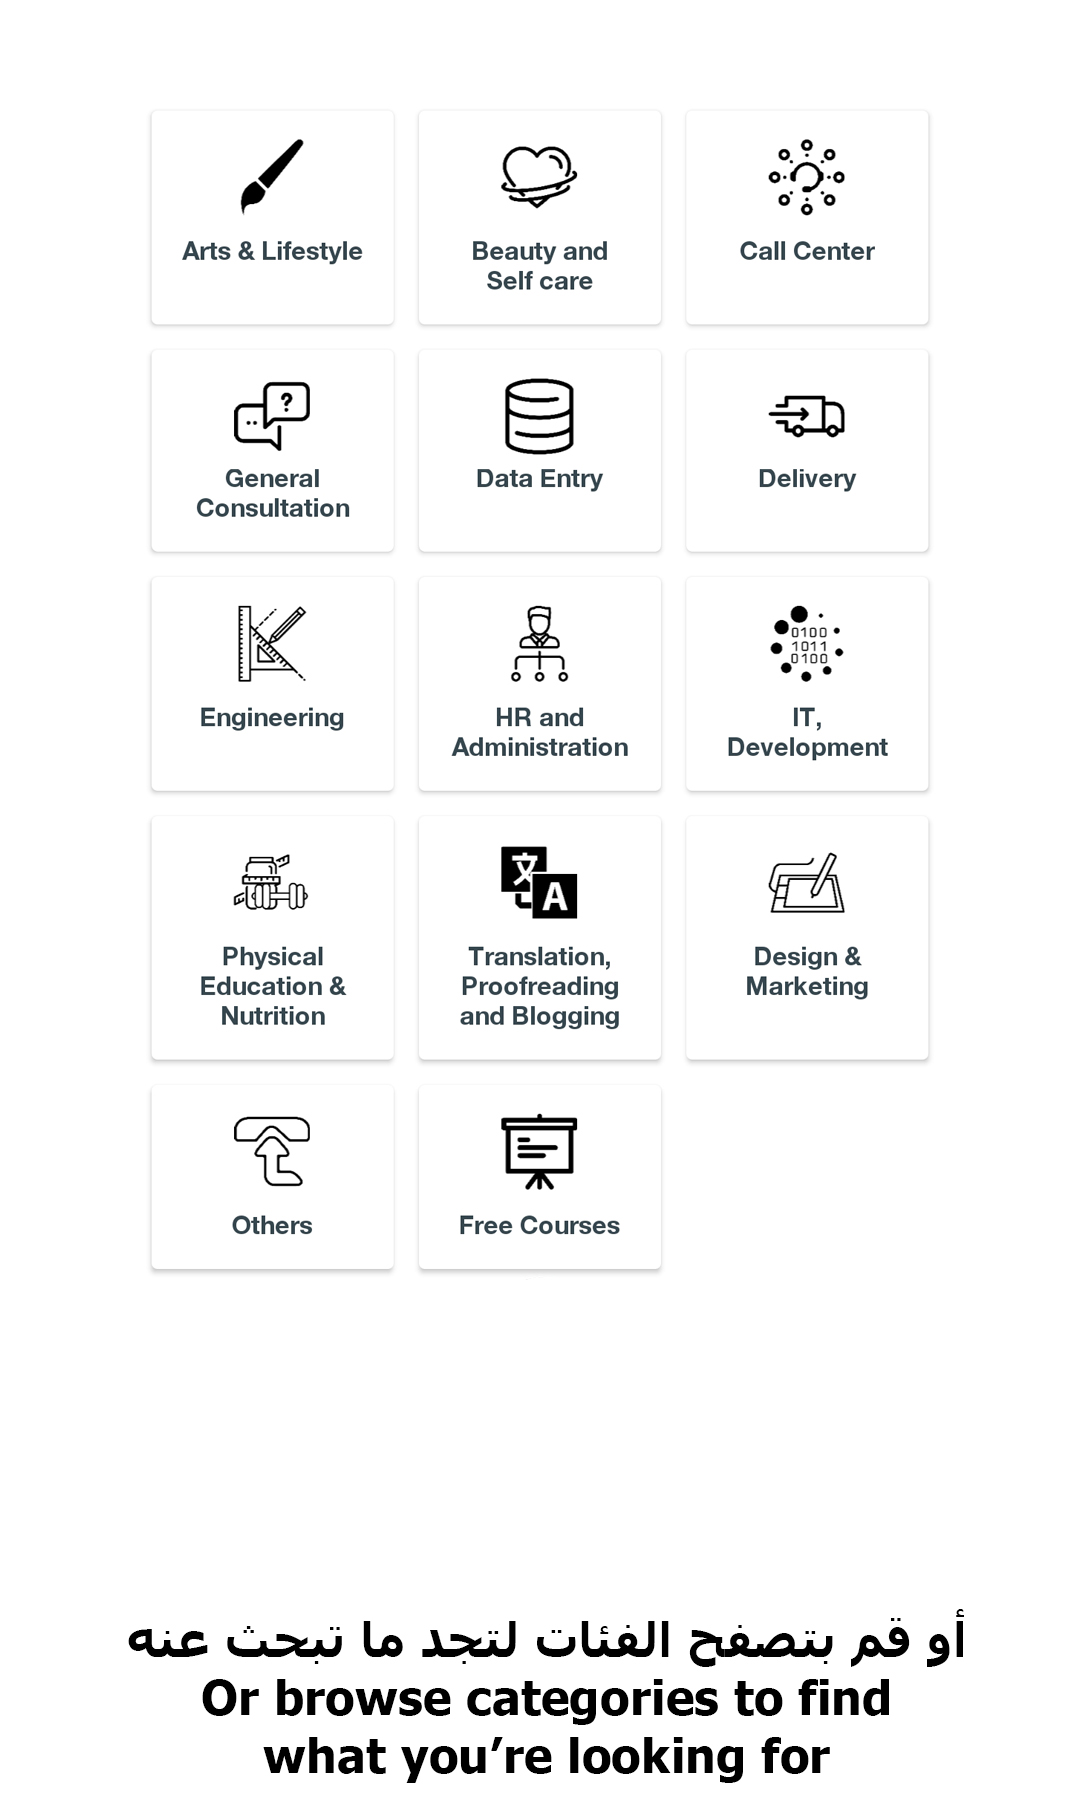 Arts & Lifestyle
Beauty and
Self care
Call Center
General
Consultation
?
Data Entry
Delivery
Engineering
HR and
Administration
0100
1011
0100
IT,
Development
Physical
Education &
Nutrition
文
A
Translation,
Proofreading
and Blogging
Design &
Marketing
Others
Free Courses
أو قم بتصفح الفئات لتجد ما تبحث عنه
Or browse categories to find
what you’re looking for